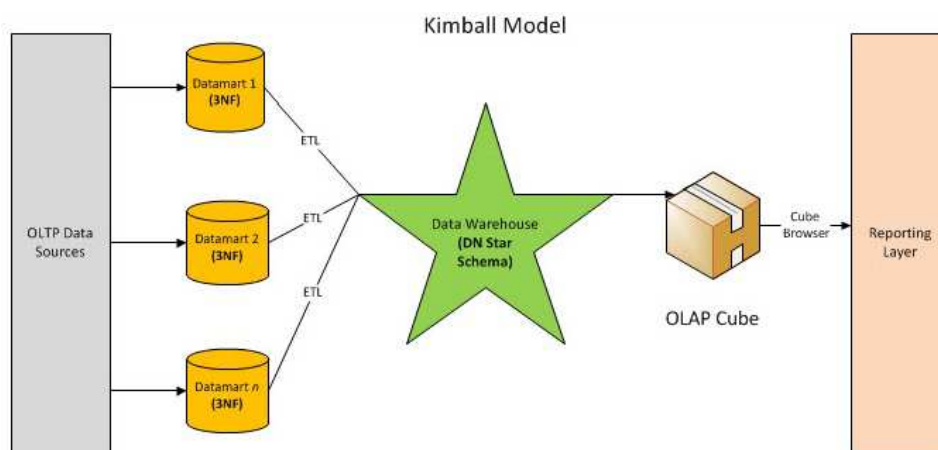 Kimball Model
OLTP Data
Sources
Datamart 1
(3NF)
ETL
Datamart 2
(3NF)
ETL
Datamart n
(3NF)
ETL
Data Warehouse
(DN Star
Schema)
OLAP Cube
Cube
Browser
Reporting
Layer